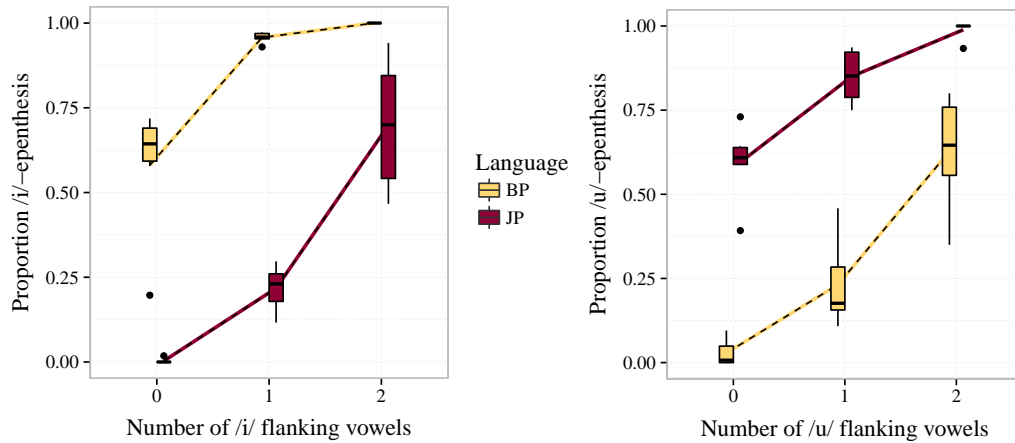 1.00
0.75
0.50
0.25
0.00
Proportion /i/−epenthesis
0 1 2
Number of /i/ flanking vowels
Language
BP
JP
1.00
0.75
0.50
0.25
0.00
Proportion /u/−epenthesis
0 1 2
Number of /u/ flanking vowels